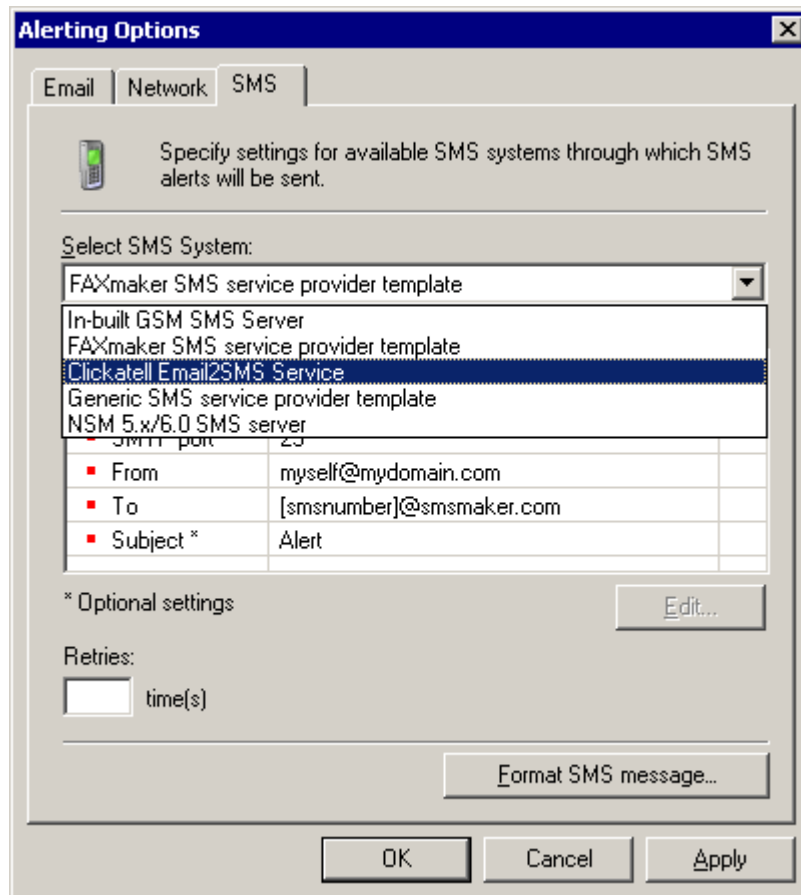 Alerting Options
Email Network SMS
Specify settings for available SMS systems through which SMS
alerts will be sent.
Select SMS System:
FAXmaker SMS service provider template
In-built GSM SMS Server
FAXmaker SMS service provider template
Clickatell Email2SMS Service
Generic SMS service provider template
NSM 5.x/6.0 SMS server
SMTP port 25
From myself@mydomain.com
To [smsnumber]@smsmaker.com
Subject * Alert
* Optional settings
Edit...
Retries:
time(s)
Format SMS message...
OK Cancel Apply